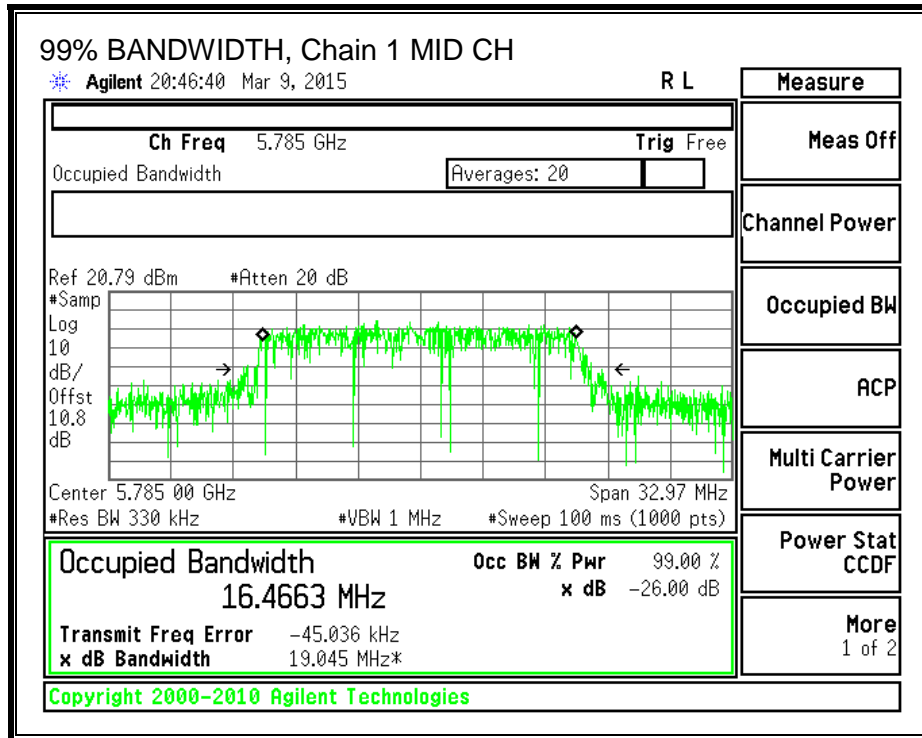 99% BANDWIDTH, Chain 1 MID CH
Agilent 20:46:40 Mar 9, 2015 R L
Measure
Ch Freq 5.785 GHz Trig Free
Meas Off
Occupied Bandwidth Averages: 20
Channel Power
Ref 20.79 dBm #Atten 20 dB
#Samp
Log
10
dB/
Offst
10.8
dB
Occupied BW
ACP
Center 5.785 00 GHz Span 32.97 MHz
#Res BW 330 kHz #VBW 1 MHz #Sweep 100 ms (1000 pts)
Multi Carrier
Power
Occupied Bandwidth Occ BW % Pwr 99.00 %
16.4663 MHz x dB -26.00 dB
Power Stat
CCDF
Transmit Freq Error -45.036 kHz
x dB Bandwidth 19.045 MHz*
More
1 of 2
Copyright 2000-2010 Agilent Technologies